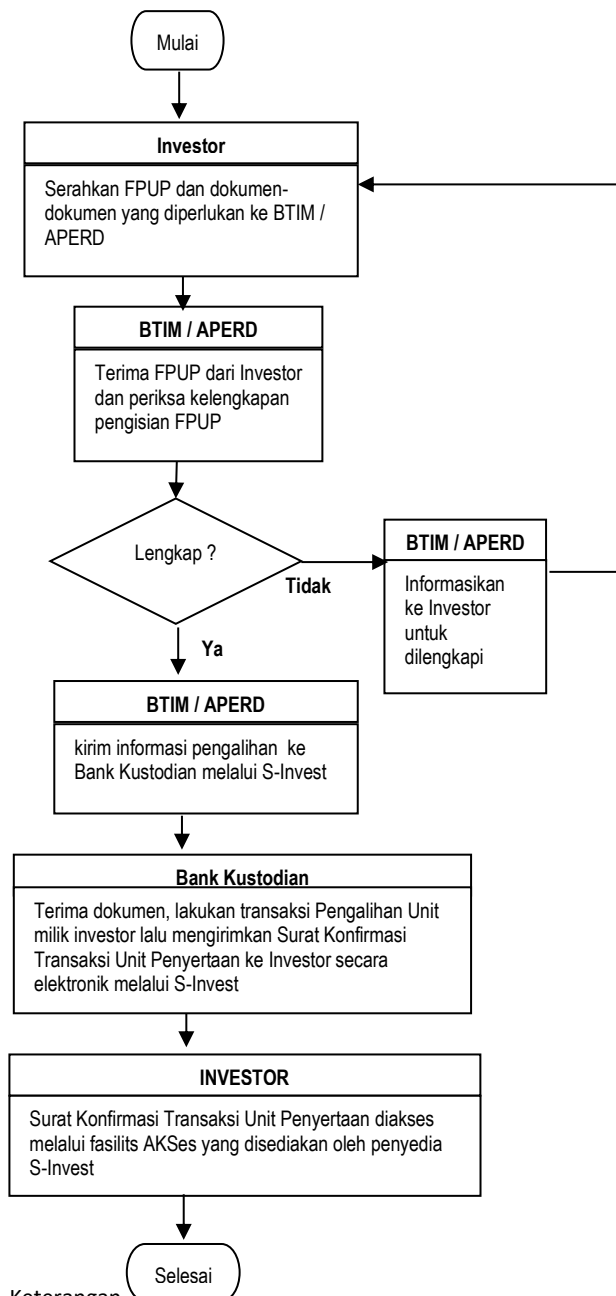 Mulai
Investor
Serahkan FPUP dan dokumen-
dokumen yang diperlukan ke BTIM /
APERD
BTIM / APERD
Terima FPUP dari Investor
dan periksa kelengkapan
pengisian FPUP
Lengkap ?
Tidak
BTIM / APERD
Informasikan
ke Investor
untuk
dilengkapi
Ya
BTIM / APERD
kirim informasi pengalihan ke
Bank Kustodian melalui S-Invest
Bank Kustodian
Terima dokumen, lakukan transaksi Pengalihan Unit
milik investor lalu mengirimkan Surat Konfirmasi
Transaksi Unit Penyertaan ke Investor secara
elektronik melalui S-Invest
INVESTOR
Surat Konfirmasi Transaksi Unit Penyertaan diakses
melalui fasilits AKSes yang disediakan oleh penyedia
S-Invest
Selesai
Keterangan